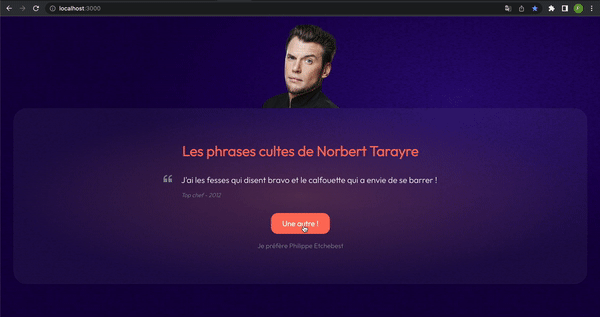 localhost:3000
F
Les phrases cultes de Norbert Tarayre
“ J'ai les fesses qui disent bravo et le calfouette qui a envie de se barrer !
Top chef - 2012
Une autre !
Je préfère Philippe Etchebest